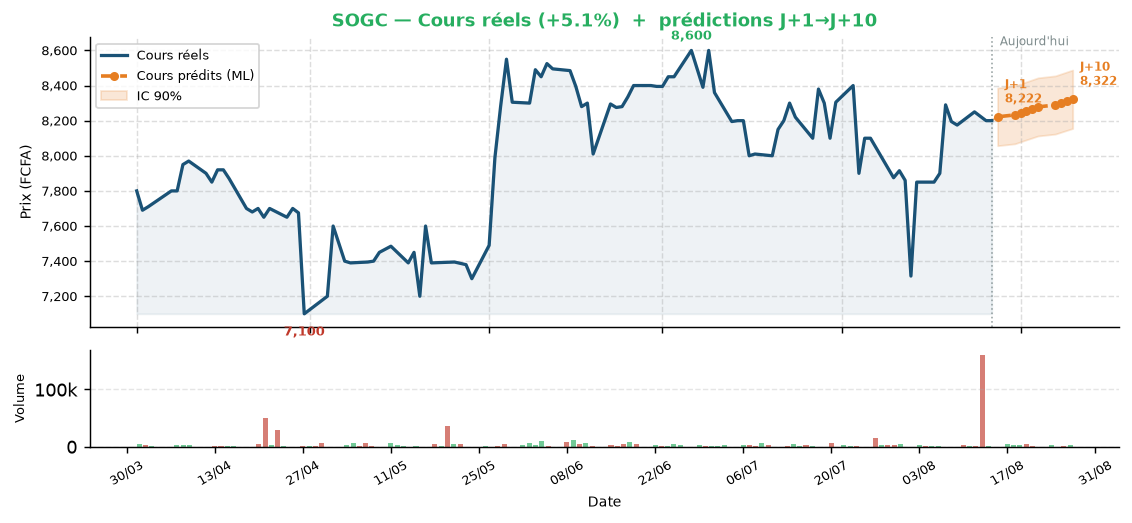 SOGC — Cours réels (+5.1%)  +  prédictions J+1→J+10
8,600
Aujourd'hui
Cours réels
Cours prédits (ML)
IC 90%
J+1
8,222
J+10
8,322
7,100
Prix (FCFA)
8,600
8,400
8,200
8,000
7,800
7,600
7,400
7,200
Volume
100k
0
30/03
13/04
27/04
11/05
25/05
08/06
22/06
06/07
20/07
03/08
17/08
31/08
Date